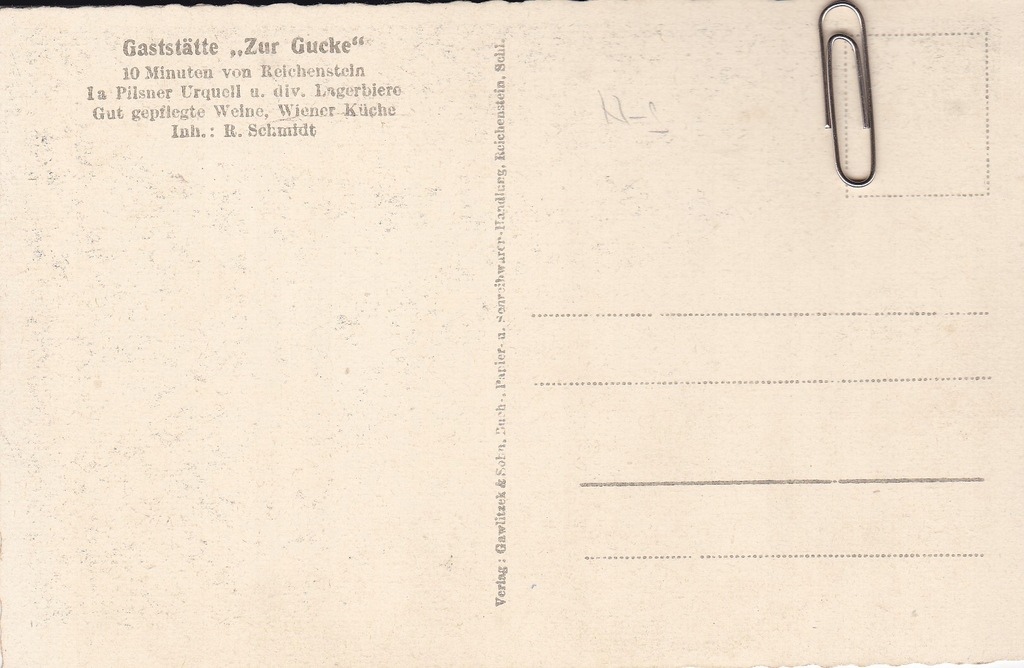 Gaststätte „Zur Gucke“
10 Minuten von Reichenstein
Ia Pilsner Urquell u. div. Lagerbiere
Gut gepflegte Weine, Wiener Küche
Inh.: R. Schmidt
Verlag: Gawlitzek & Sohn, Buch-, Papier- u. Schreibwaren-Handlung, Reichenstein, Schl.